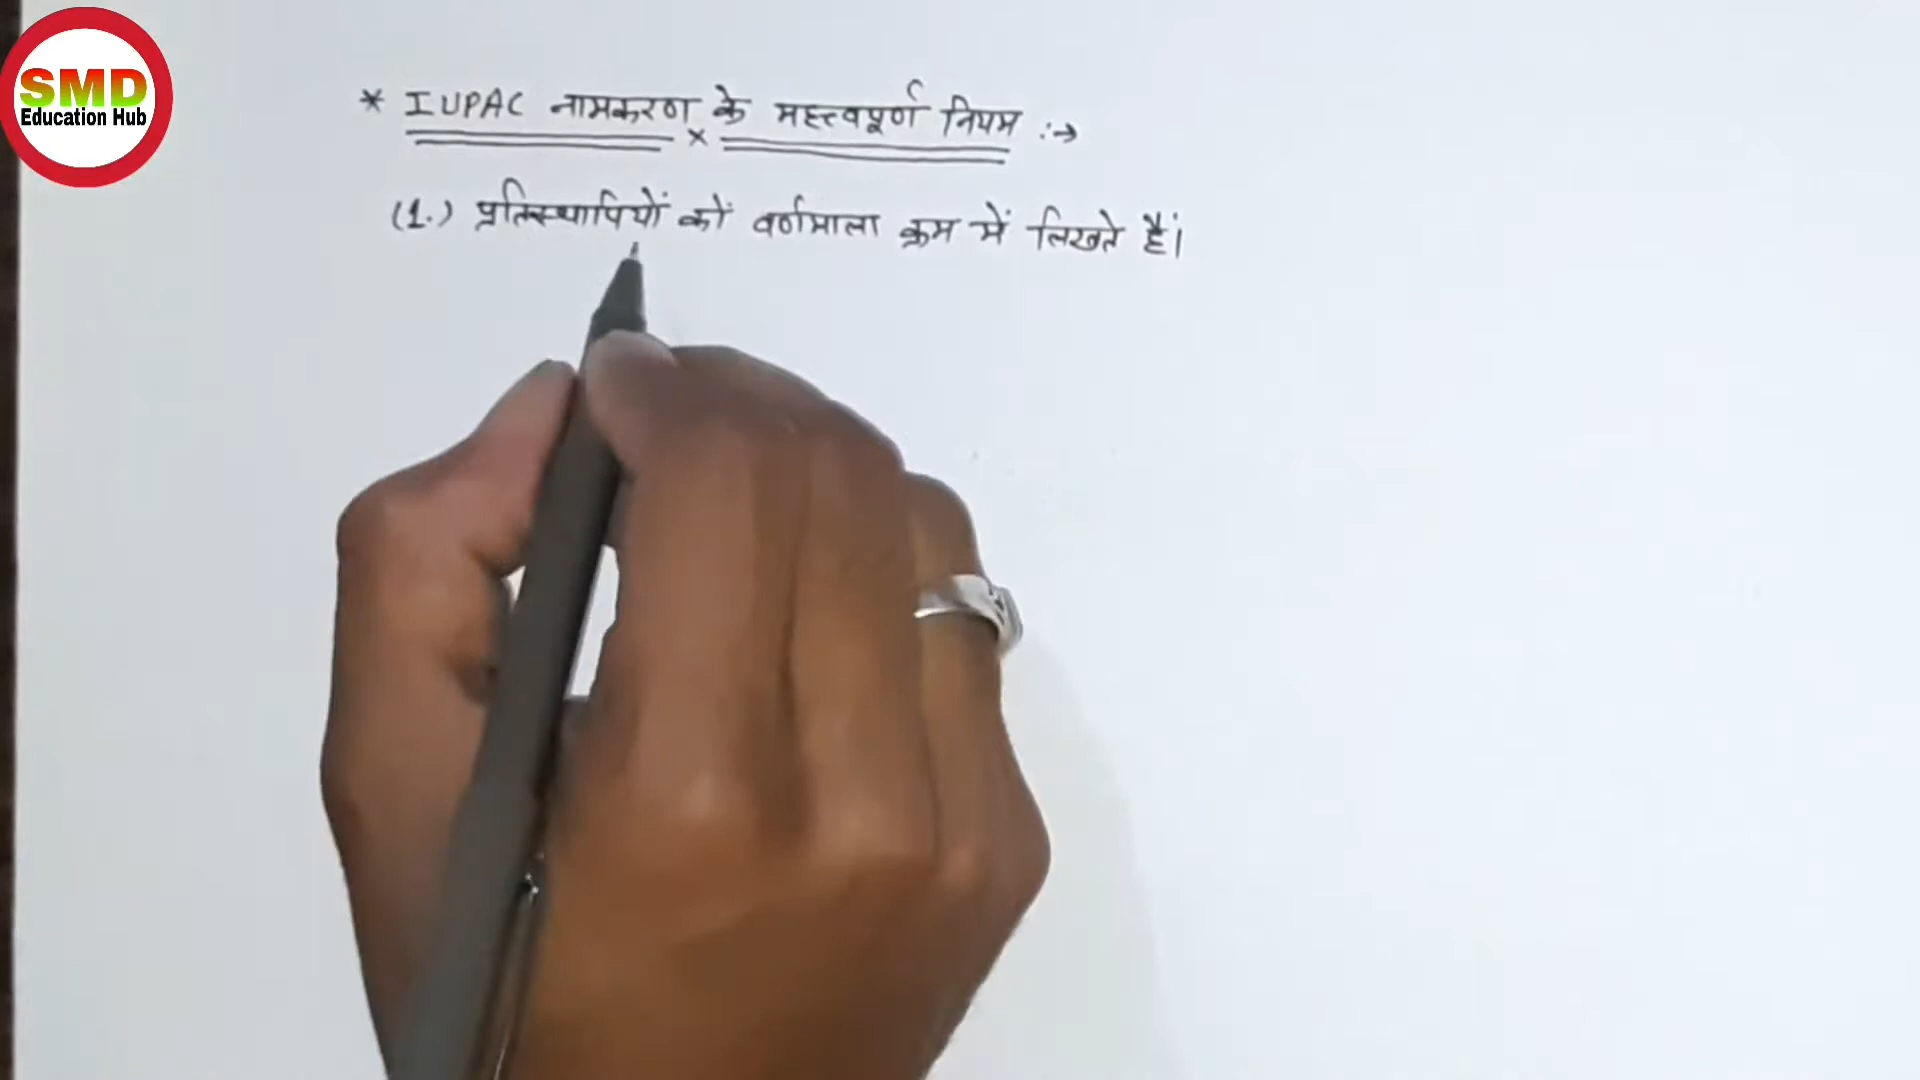 SMD
Education Hub
* IUPAC नामकरण के महत्त्वपूर्ण नियम :→
(1.) प्रतिस्थापियों कों वर्णमाला क्रम में लिखते हैं।